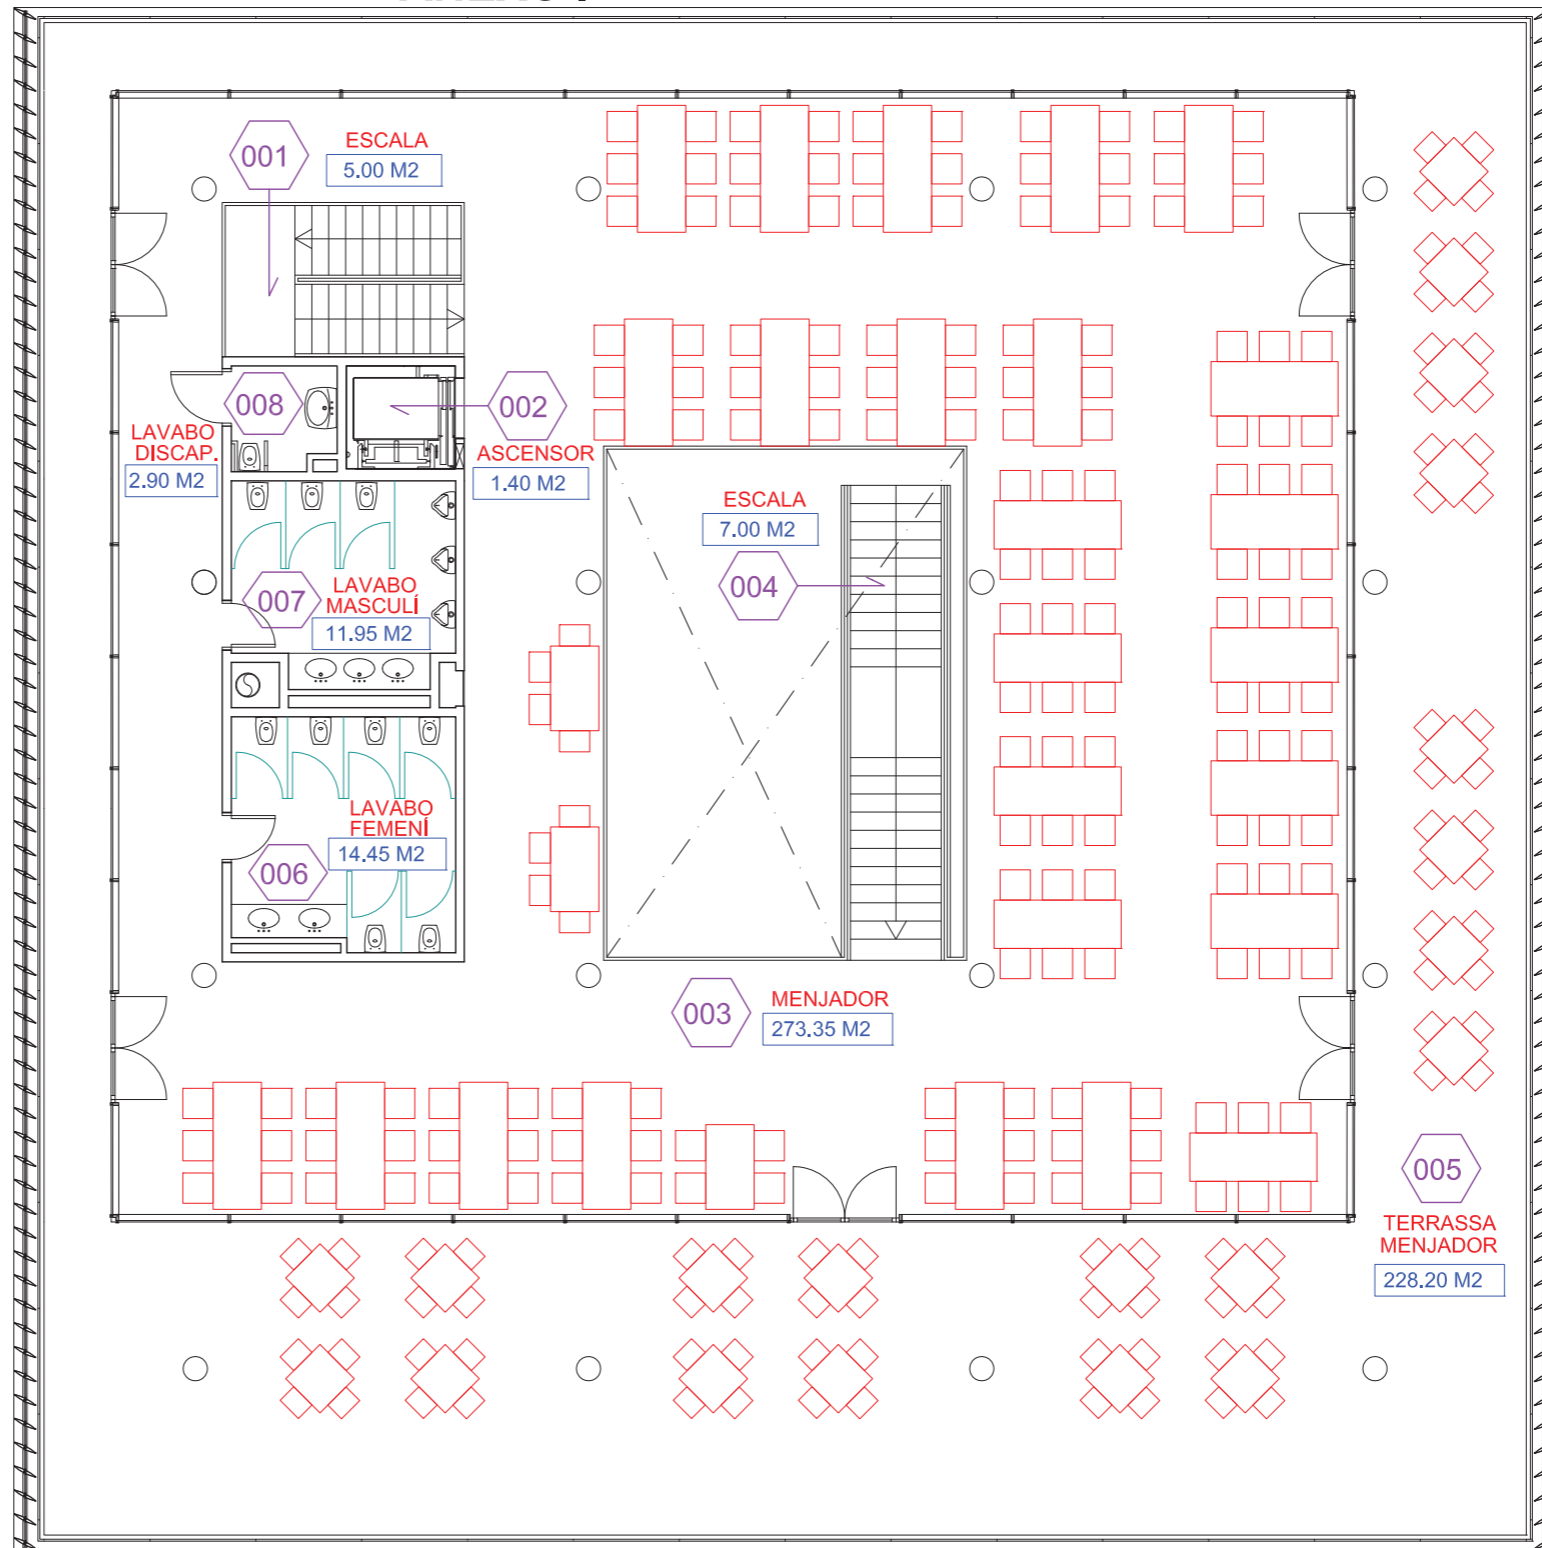 001
ESCALA
5.00 M2
008
002
LAVABO
DISCAP.
2.90 M2
ASCENSOR
1.40 M2
ESCALA
7.00 M2
004
007
LAVABO
MASCULÍ
11.95 M2
LAVABO
FEMENÍ
14.45 M2
006
003
MENJADOR
273.35 M2
005
TERRASSA
MENJADOR
228.20 M2